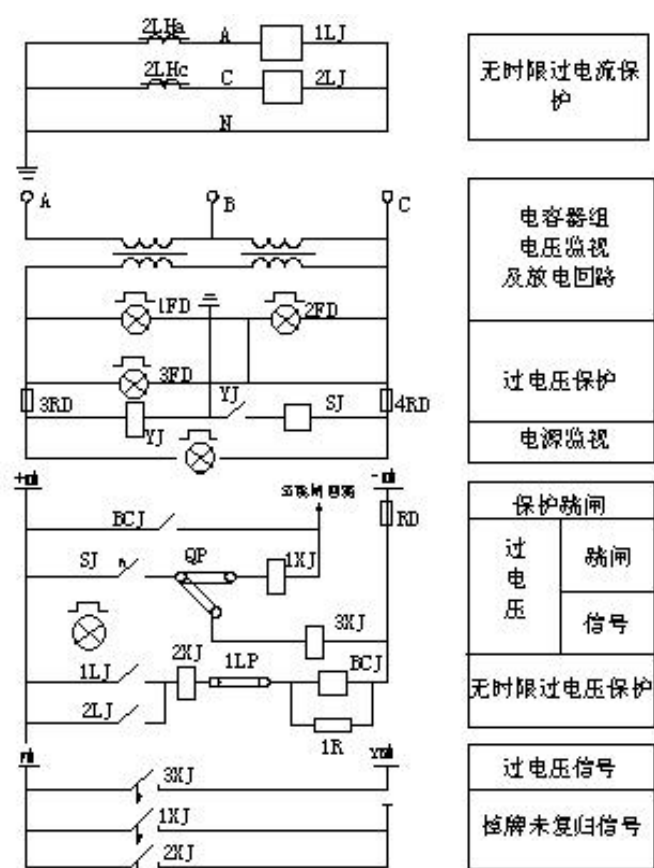 2LHa A 1LJ
2LHc C 2LJ
N
无时限过电流保
护
A B C
电容器组
电压监视
及放电回路
1FD 2FD
3FD
过电压保护
3RD YJ YJ SJ 4RD
电源监视
保护跳闸
BCJ RD
SJ QP 1XJ
过
电
压
跳闸
3XJ
信号
2XJ 1LP BCJ
1LJ
2LJ
1R
无时限过电压保护
3XJ
过电压信号
1XJ
2XJ
掉牌未复归信号